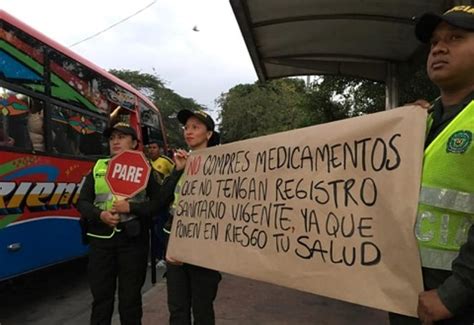 PARE
NO COMPRES MEDICAMENTOS
QUE NO TENGAN REGISTRO
SANITARIO VIGENTE, YA QUE
PONEN EN RIESGO TU SALUD